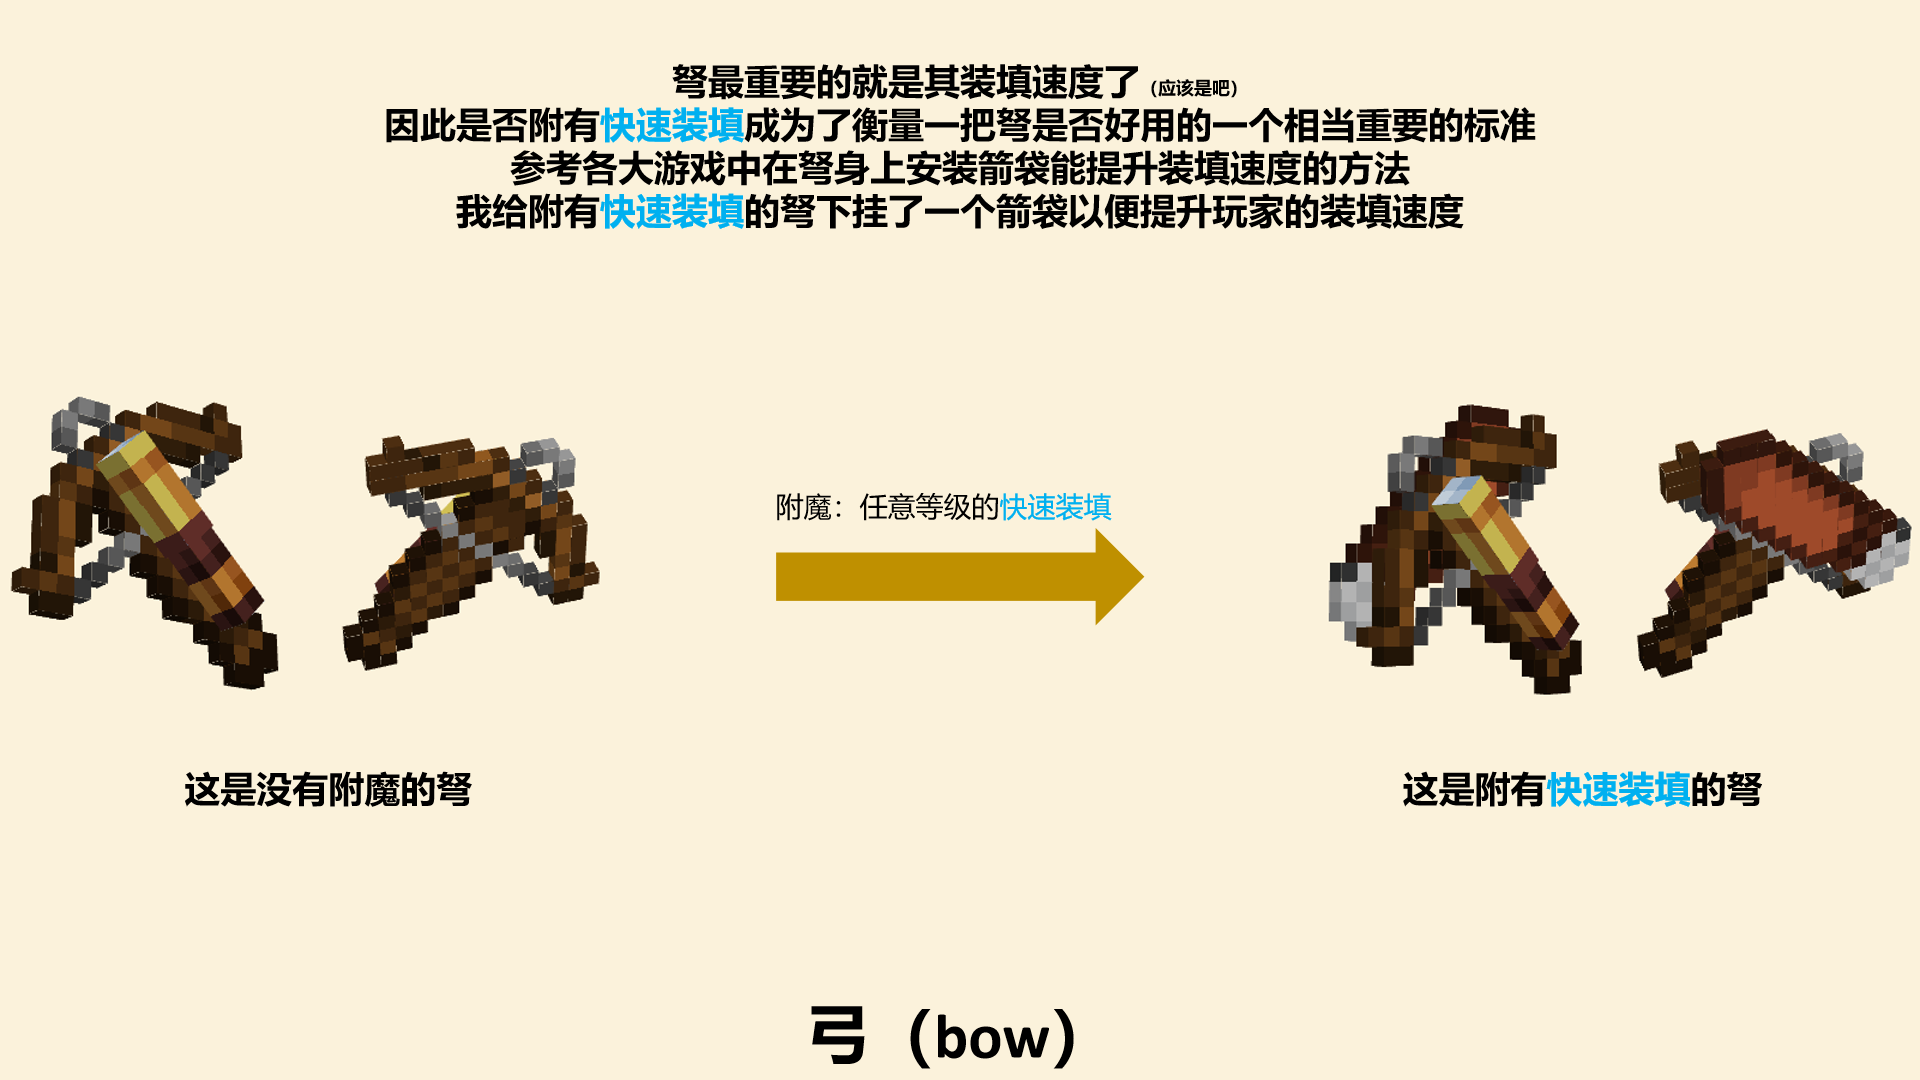 弩最重要的就是其装填速度了（应该是吧）
因此是否附有快速装填成为了衡量一把弩是否好用的一个相当重要的标准
参考各大游戏中在弩身上安装箭袋能提升装填速度的方法
我给附有快速装填的弩下挂了一个箭袋以便提升玩家的装填速度
附魔：任意等级的快速装填
这是没有附魔的弩
这是附有快速装填的弩
弓（bow）